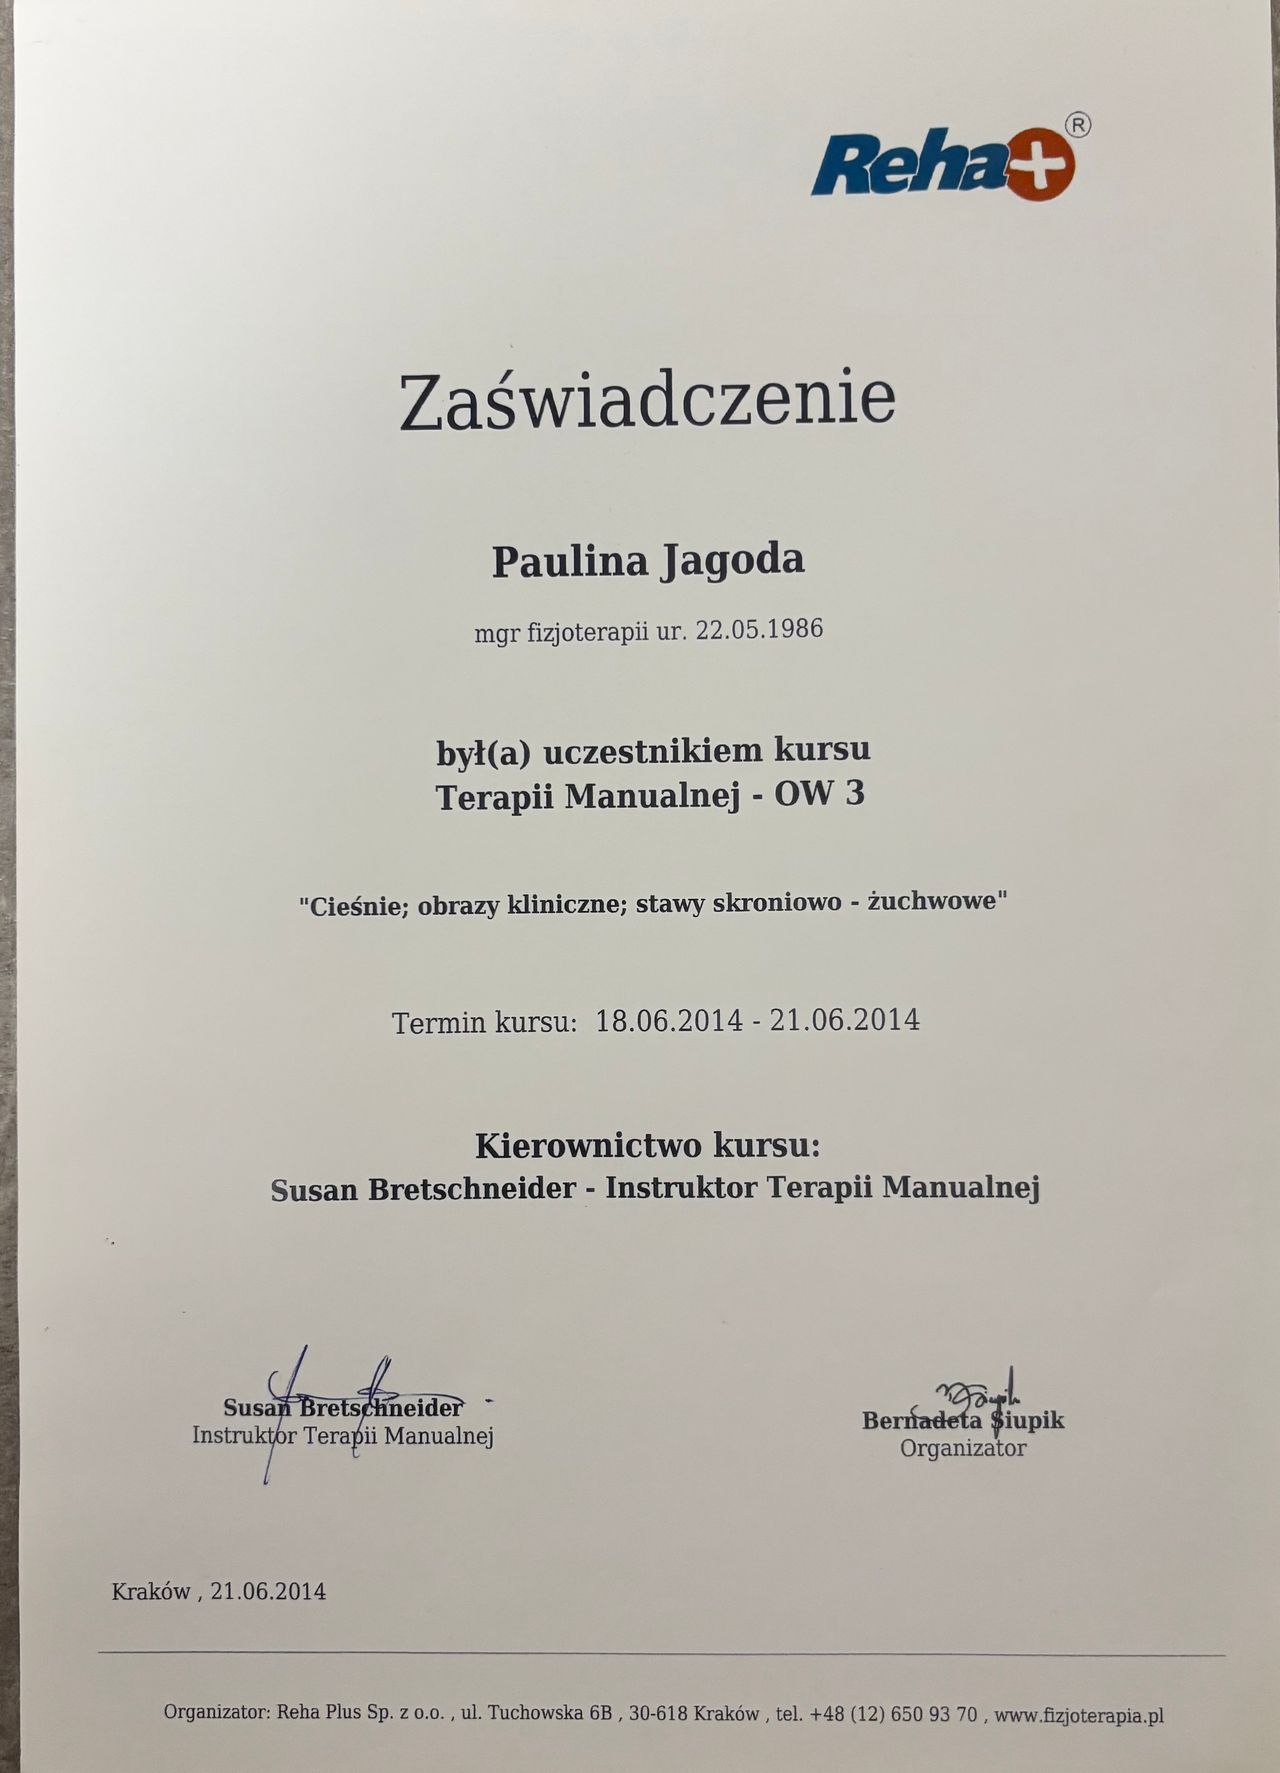 Reha+ ®
Zaświadczenie
Paulina Jagoda
mgr fizjoterapii ur. 22.05.1986
był(a) uczestnikiem kursu
Terapii Manualnej - OW 3
"Cieśnie; obrazy kliniczne; stawy skroniowo - żuchwowe"
Termin kursu: 18.06.2014 - 21.06.2014
Kierownictwo kursu:
Susan Bretschneider - Instruktor Terapii Manualnej
Susan Bretschneider
Instruktor Terapii Manualnej
Bernadeta Siupik
Organizator
Kraków , 21.06.2014
Organizator: Reha Plus Sp. z o.o. , ul. Tuchowska 6B , 30-618 Kraków , tel. +48 (12) 650 93 70 , www.fizjoterapia.pl